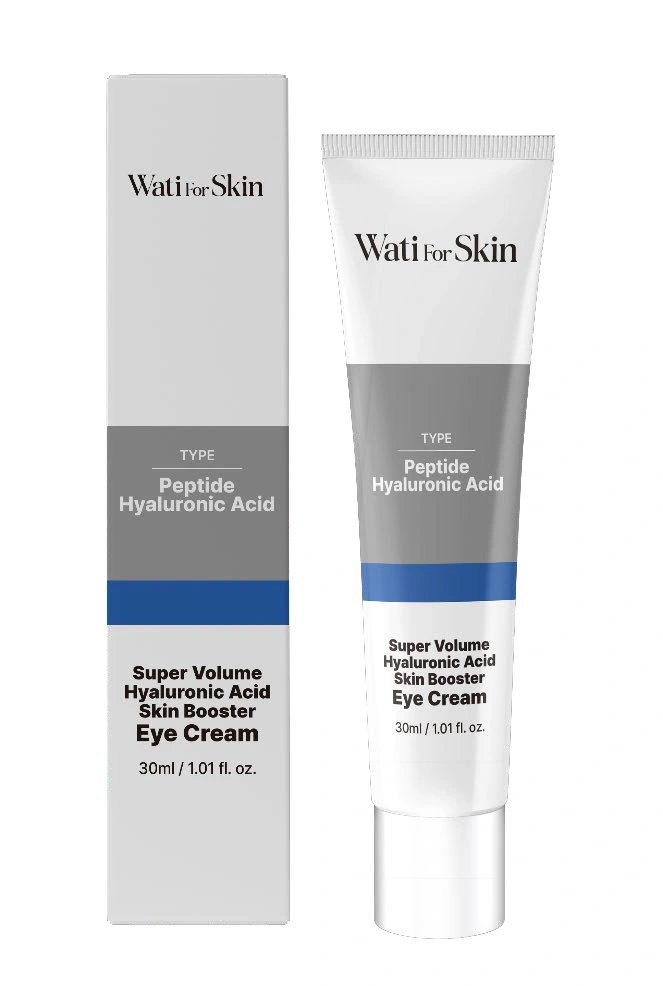 Wati For Skin
TYPE
Peptide
Hyaluronic Acid
Super Volume
Hyaluronic Acid
Skin Booster
Eye Cream
30ml / 1.01 fl. oz.
Wati For Skin
TYPE
Peptide
Hyaluronic Acid
Super Volume
Hyaluronic Acid
Skin Booster
Eye Cream
30ml / 1.01 fl. oz.